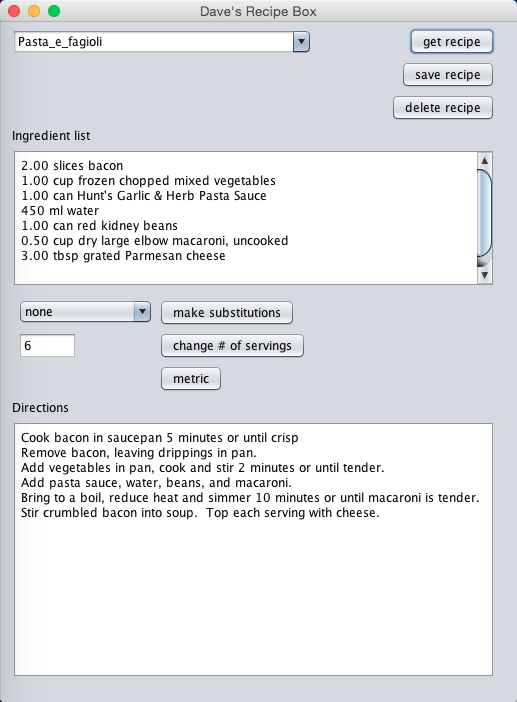 Dave's Recipe Box
Pasta_e_fagioli
get recipe
save recipe
delete recipe
Ingredient list
2.00 slices bacon
1.00 cup frozen chopped mixed vegetables
1.00 can Hunt's Garlic & Herb Pasta Sauce
450 ml water
1.00 can red kidney beans
0.50 cup dry large elbow macaroni, uncooked
3.00 tbsp grated Parmesan cheese
none
make substitutions
6
change # of servings
metric
Directions
Cook bacon in saucepan 5 minutes or until crisp
Remove bacon, leaving drippings in pan.
Add vegetables in pan, cook and stir 2 minutes or until tender.
Add pasta sauce, water, beans, and macaroni.
Bring to a boil, reduce heat and simmer 10 minutes or until macaroni is tender.
Stir crumbled bacon into soup.  Top each serving with cheese.